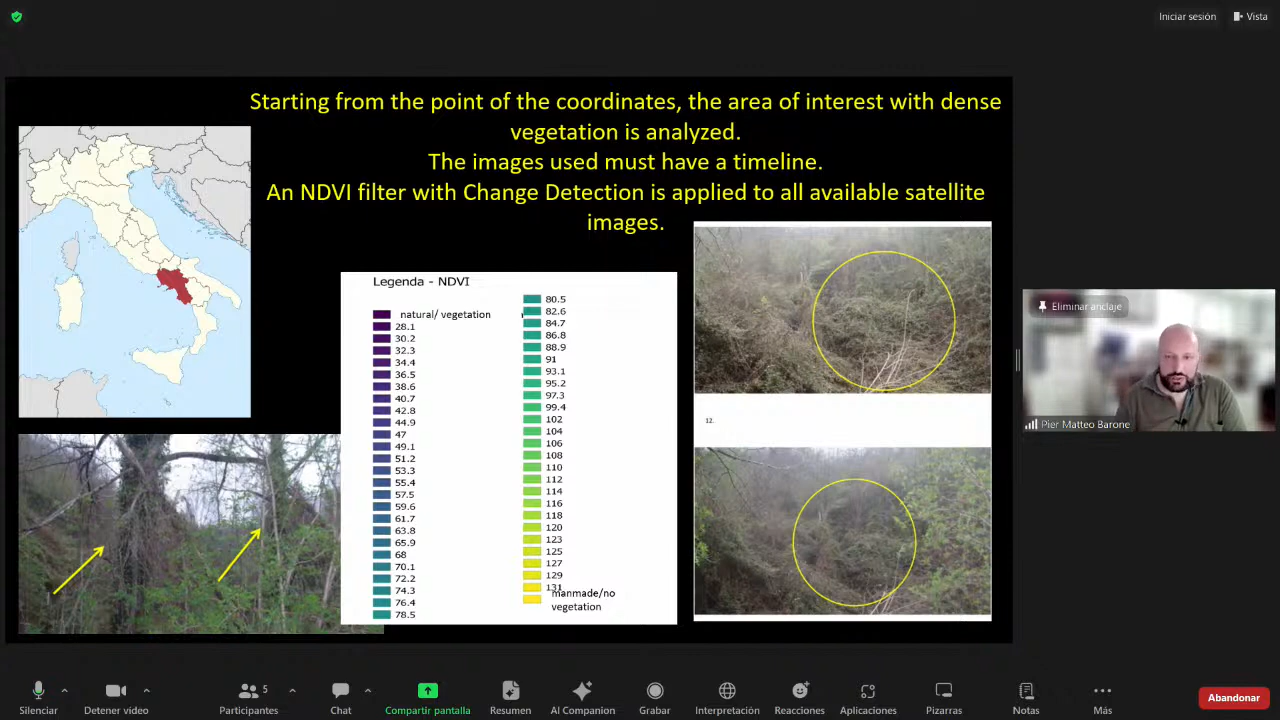 Iniciar sesión
Vista
Starting from the point of the coordinates, the area of interest with dense
vegetation is analyzed.
The images used must have a timeline.
An NDVI filter with Change Detection is applied to all available satellite
images.
Legenda - NDVI
natural/ vegetation
28.1
30.2
32.3
34.4
36.5
38.6
40.7
42.8
44.9
47
49.1
51.2
53.3
55.4
57.5
59.6
61.7
63.8
65.9
68
70.1
72.2
74.3
76.4
78.5
80.5
82.6
84.7
86.8
88.9
91
93.1
95.2
97.3
99.4
102
104
106
108
110
112
114
116
118
120
123
125
127
129
131
manmade/no
vegetation
12.
Eliminar anclaje
Pier Matteo Barone
Silenciar
Detener vídeo
5
Participantes
Chat
Compartir pantalla
Resumen
AI Companion
Grabar
Interpretación
Reacciones
Aplicaciones
Pizarras
Notas
Más
Abandonar